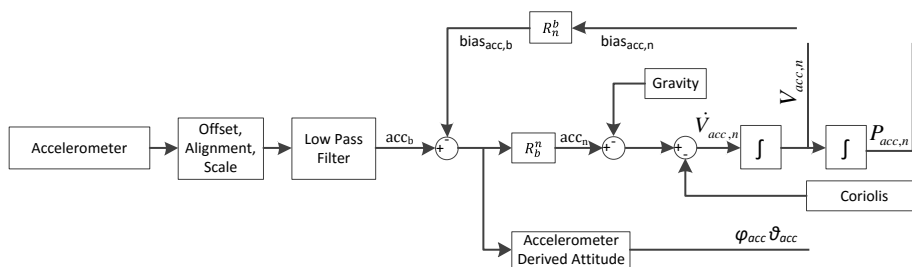 R_n^b
bias_acc,b
bias_acc,n
Gravity
V_acc,n
P_acc,n
Accelerometer
Offset,
Alignment,
Scale
Low Pass
Filter
acc_b
+
-
R_b^n
acc_n
+
-
+
-
V̇_acc,n
∫
∫
Coriolis
Accelerometer
Derived Attitude
φ_acc ϑ_acc